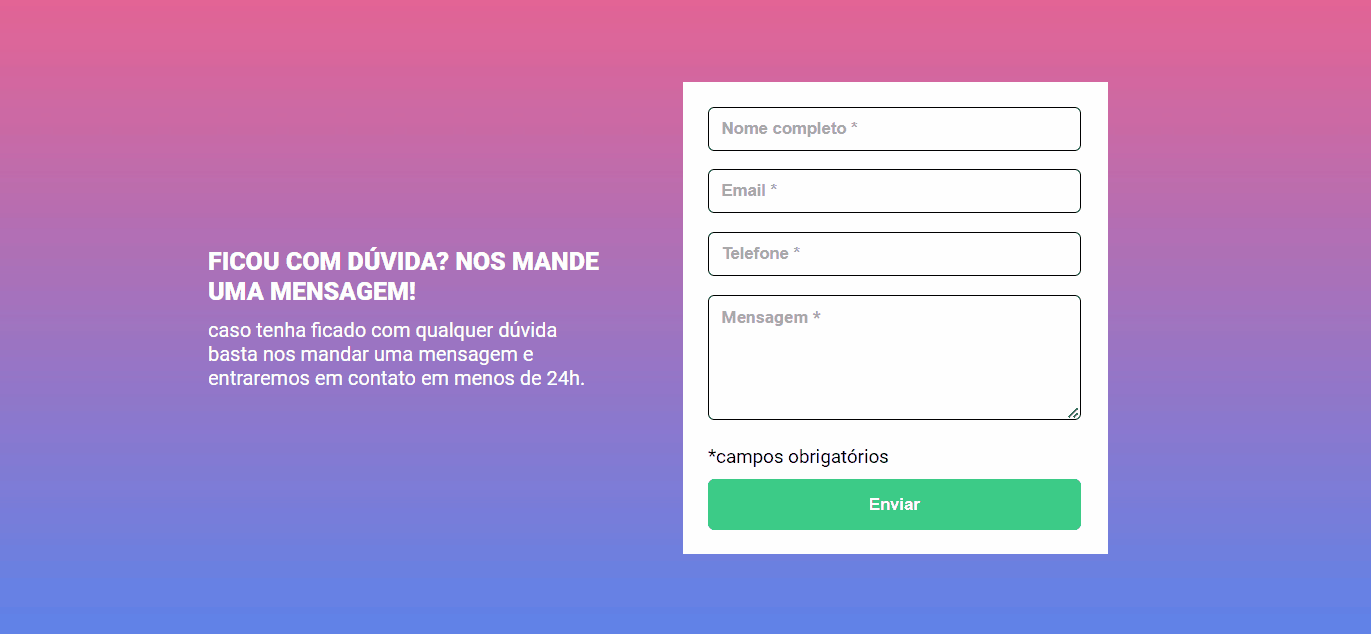 FICOU COM DÚVIDA? NOS MANDE
UMA MENSAGEM!
caso tenha ficado com qualquer dúvida
basta nos mandar uma mensagem e
entraremos em contato em menos de 24h.
Nome completo *
Email *
Telefone *
Mensagem *
*campos obrigatórios
Enviar